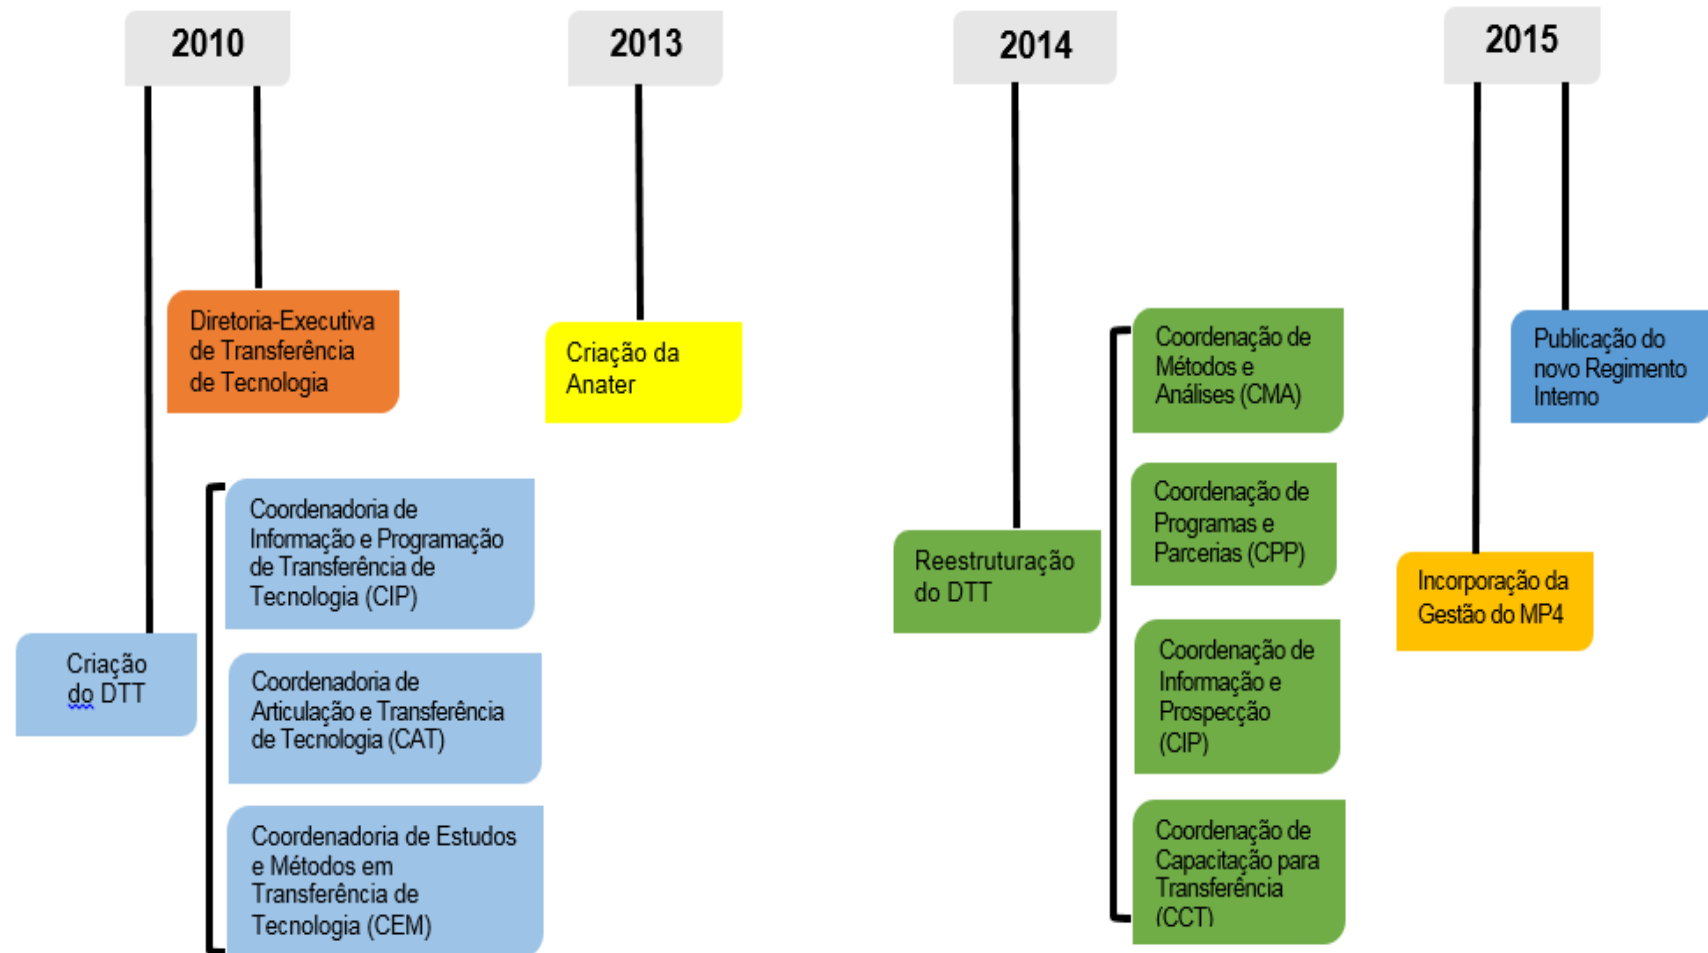 2010
Diretoria-Executiva
de Transferência
de Tecnologia
Criação
do DTT
Coordenadoria de
Informação e Programação
de Transferência de
Tecnologia (CIP)
Coordenadoria de
Articulação e Transferência
de Tecnologia (CAT)
Coordenadoria de Estudos
e Métodos em
Transferência de
Tecnologia (CEM)
2013
Criação da
Anater
2014
Reestruturação
do DTT
Coordenação de
Métodos e
Análises (CMA)
Coordenação de
Programas e
Parcerias (CPP)
Coordenação de
Informação e
Prospecção
(CIP)
Coordenação de
Capacitação para
Transferência
(CCT)
2015
Publicação do
novo Regimento
Interno
Incorporação da
Gestão do MP4